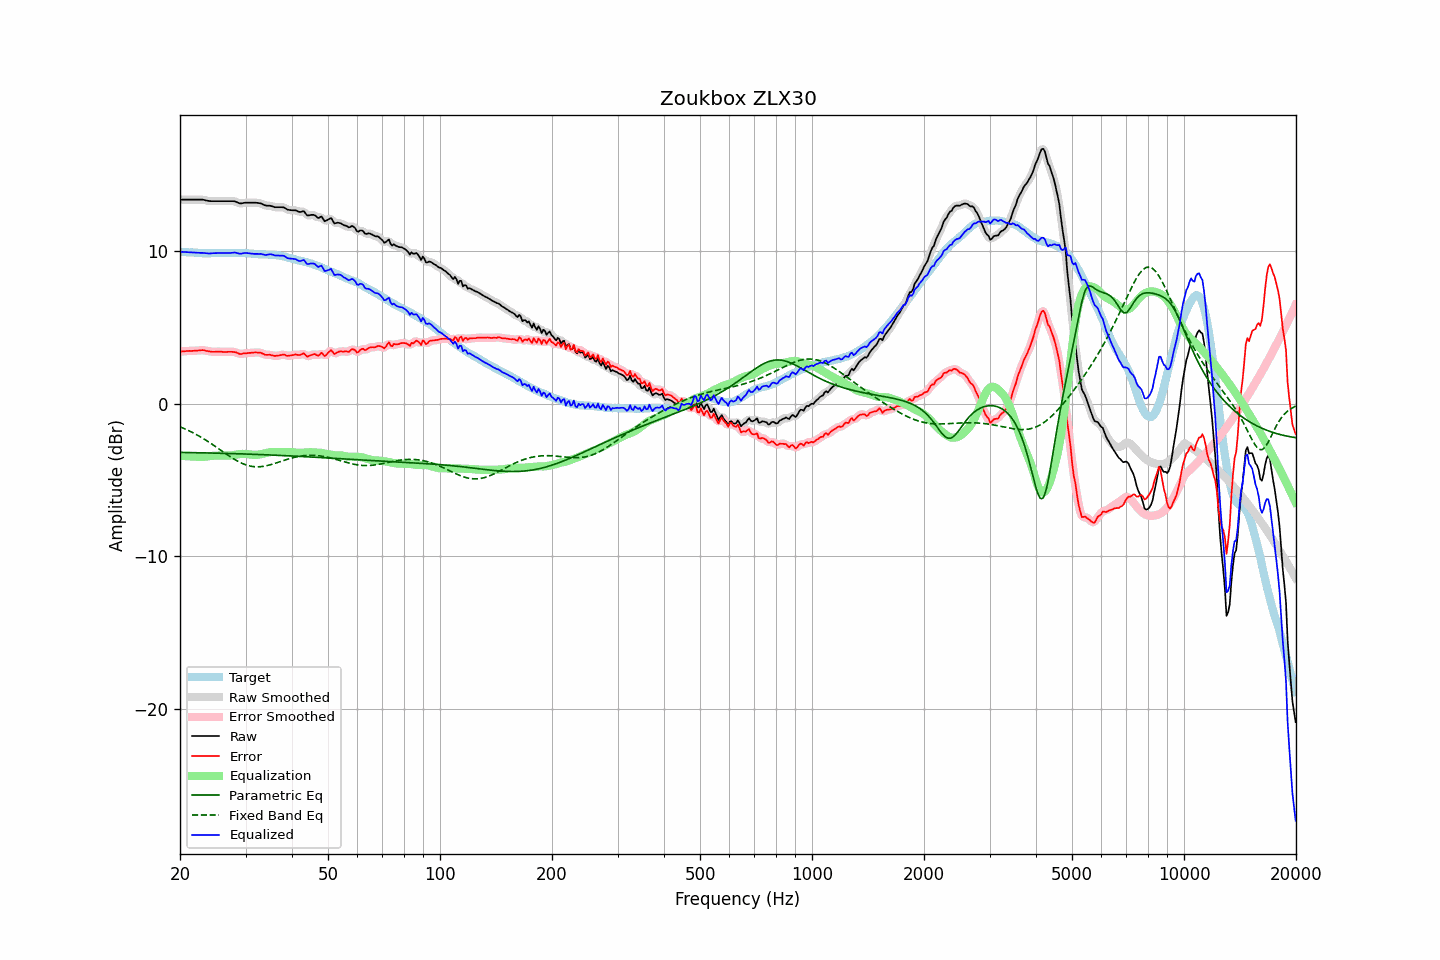 Zoukbox ZLX30
Amplitude (dBr)
10
0
−10
−20
Target
Raw Smoothed
Error Smoothed
Raw
Error
Equalization
Parametric Eq
Fixed Band Eq
Equalized
20 50 100 200 500 1000 2000 5000 10000 20000
Frequency (Hz)